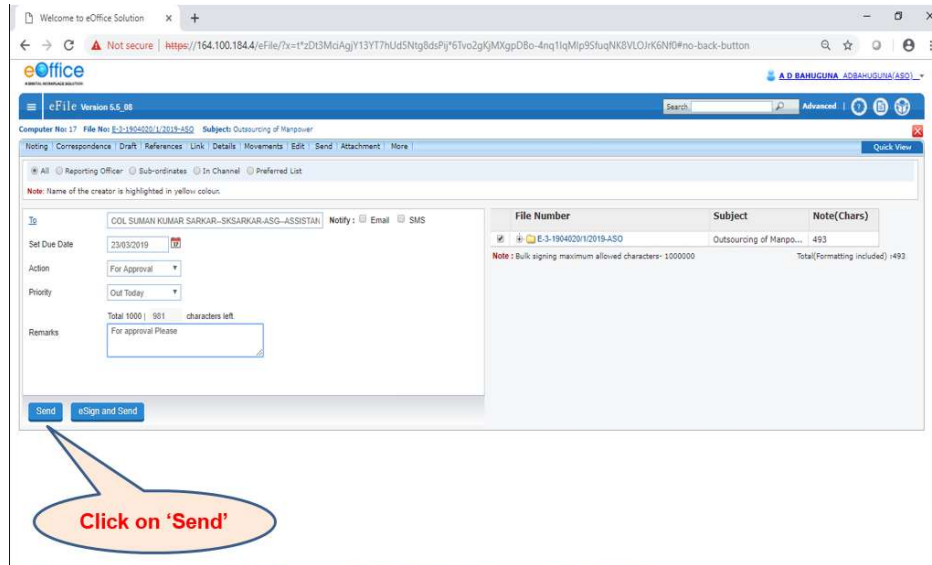 Welcome to eOffice Solution
Not secure | https://164.100.184.4/eFile/?x=t*zDt3MciAgjY13YT7hUd5Ntg8dsPij*6Tvo2gKjMXgpD8o-4nq1IqMIp9SfuqNK8VLOJrK6Nf0#no-back-button
eOffice
A D BAHUGUNA ADBAHUGUNA(ASO)
eFile Version 5.5_08 Search Advanced
Computer No: 17 File No: E-3-1904020/1/2019-ASO Subject: Outsourcing of Manpower
Noting Correspondence Draft References Link Details Movements Edit Send Attachment More Quick View
All Reporting Officer Sub-ordinates In Channel Preferred List
Note: Name of the creator is highlighted in yellow colour.
To COL SUMAN KUMAR SARKAR--SKSARKAR-ASG--ASSISTAN Notify : Email SMS
Set Due Date 23/03/2019
Action For Approval
Priority Out Today
Total 1000 | 981 characters left
Remarks For approval Please
Send eSign and Send
File Number Subject Note(Chars)
E-3-1904020/1/2019-ASO Outsourcing of Manpo... 493
Note : Bulk signing maximum allowed characters- 1000000 Total(Formatting included) :493
Click on ‘Send’